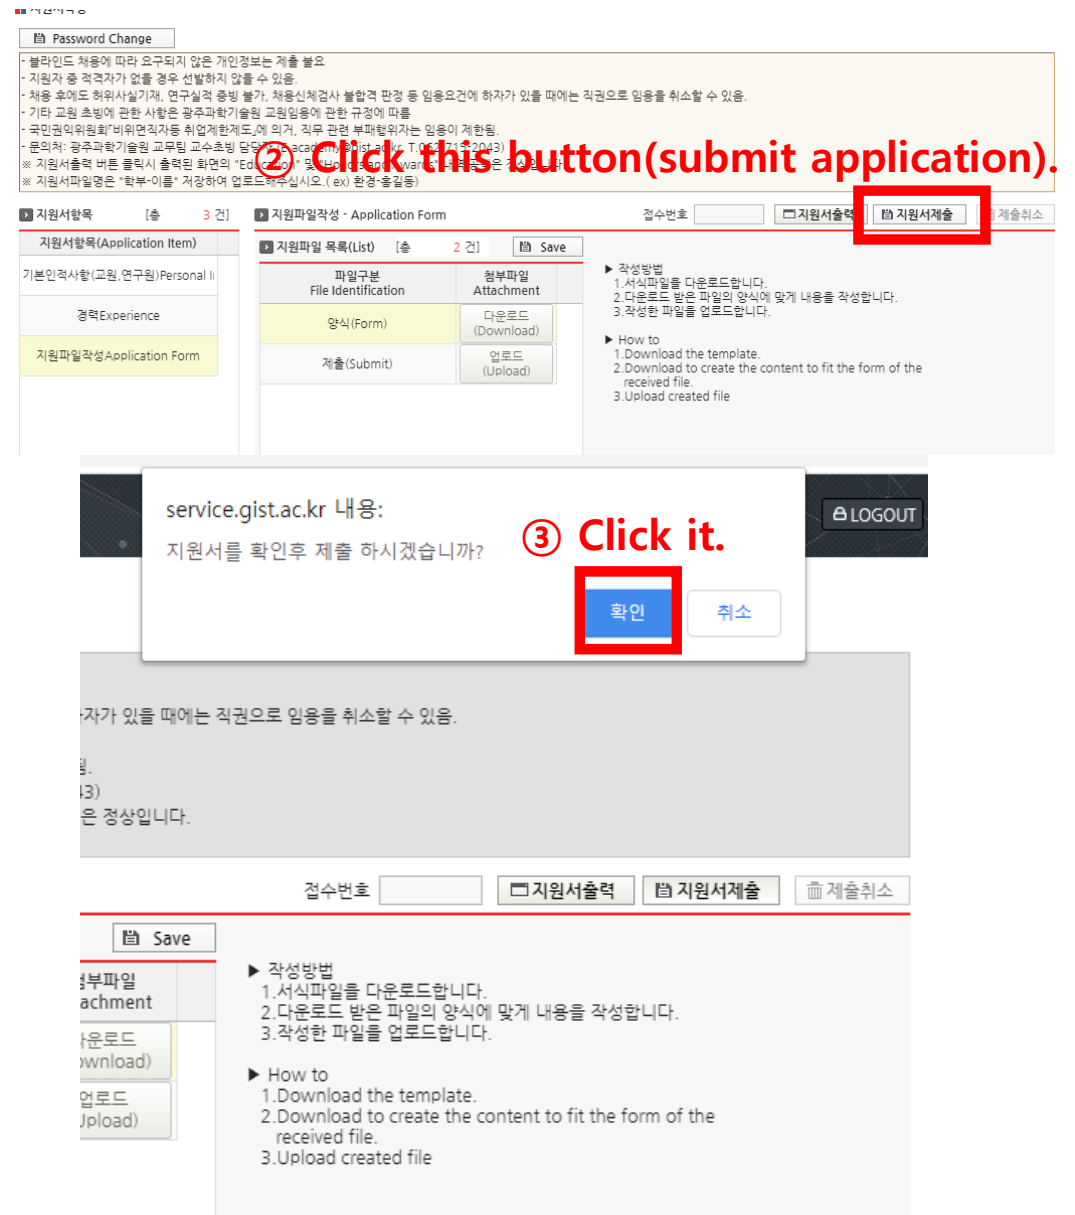 Password Change
- 블라인드 채용에 따라 요구되지 않은 개인정보는 제출 불요
- 지원자 중 적격자가 없을 경우 선발하지 않을 수 있음.
- 채용 후에도 허위사실기재, 연구실적 증빙 불가, 채용신체검사 불합격 판정 등 임용요건에 하자가 있을 때에는 직권으로 임용을 취소할 수 있음.
- 기타 교원 초빙에 관한 사항은 광주과학기술원 교원임용에 관한 규정에 따름
- 국민권익위원회「비위면직자등 취업제한제도」에 의거, 직무 관련 부패행위자는 임용이 제한됨.
- 문의처: 광주과학기술원 교무팀 교수초빙 담당자
※ 지원서출력 버튼 클릭시 출력된 화면의
② Click this button(submit application).
※ 지원서파일명은 "학부-이름" 저장하여 업로드해주십시오.( ex) 환경-홍길동)
지원서항목 [총 3 건]
지원파일작성 - Application Form
접수번호 지원서출력 지원서제출 제출취소
지원서항목(Application Item)
지원파일 목록(List) [총 2 건] Save
기본인적사항(교원,연구원)Personal I
경력Experience
지원파일작성Application Form
파일구분 첨부파일
File Identification Attachment
양식(Form) 다운로드
(Download)
제출(Submit) 업로드
(Upload)
▶ 작성방법
1.서식파일을 다운로드합니다.
2.다운로드 받은 파일의 양식에 맞게 내용을 작성합니다.
3.작성한 파일을 업로드합니다.
▶ How to
1.Download the template.
2.Download to create the content to fit the form of the
received file.
3.Upload created file
service.gist.ac.kr 내용:
지원서를 확인후 제출 하시겠습니까?
③ Click it.
확인 취소
LOGOUT
자가 있을 때에는 직권으로 임용을 취소할 수 있음.
43)
은 정상입니다.
접수번호 지원서출력 지원서제출 제출취소
Save
첨부파일
achment
다운로드
ownload)
업로드
Upload)
▶ 작성방법
1.서식파일을 다운로드합니다.
2.다운로드 받은 파일의 양식에 맞게 내용을 작성합니다.
3.작성한 파일을 업로드합니다.
▶ How to
1.Download the template.
2.Download to create the content to fit the form of the
received file.
3.Upload created file